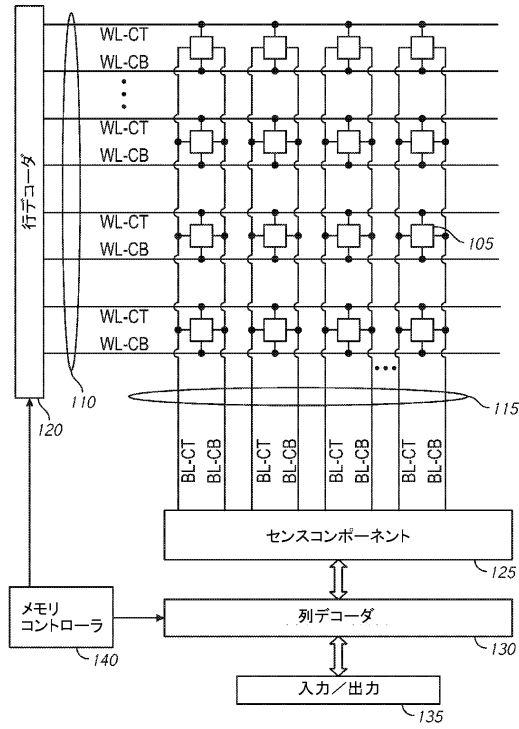 WL-CT
WL-CB
WL-CT
WL-CB
行デコーダ
WL-CT
WL-CB
105
WL-CT
WL-CB
110
115
120
BL-CT
BL-CB
BL-CT
BL-CB
BL-CT
BL-CB
BL-CT
BL-CB
センスコンポーネント
125
メモリ
コントローラ
140
列デコーダ
130
入力／出力
135